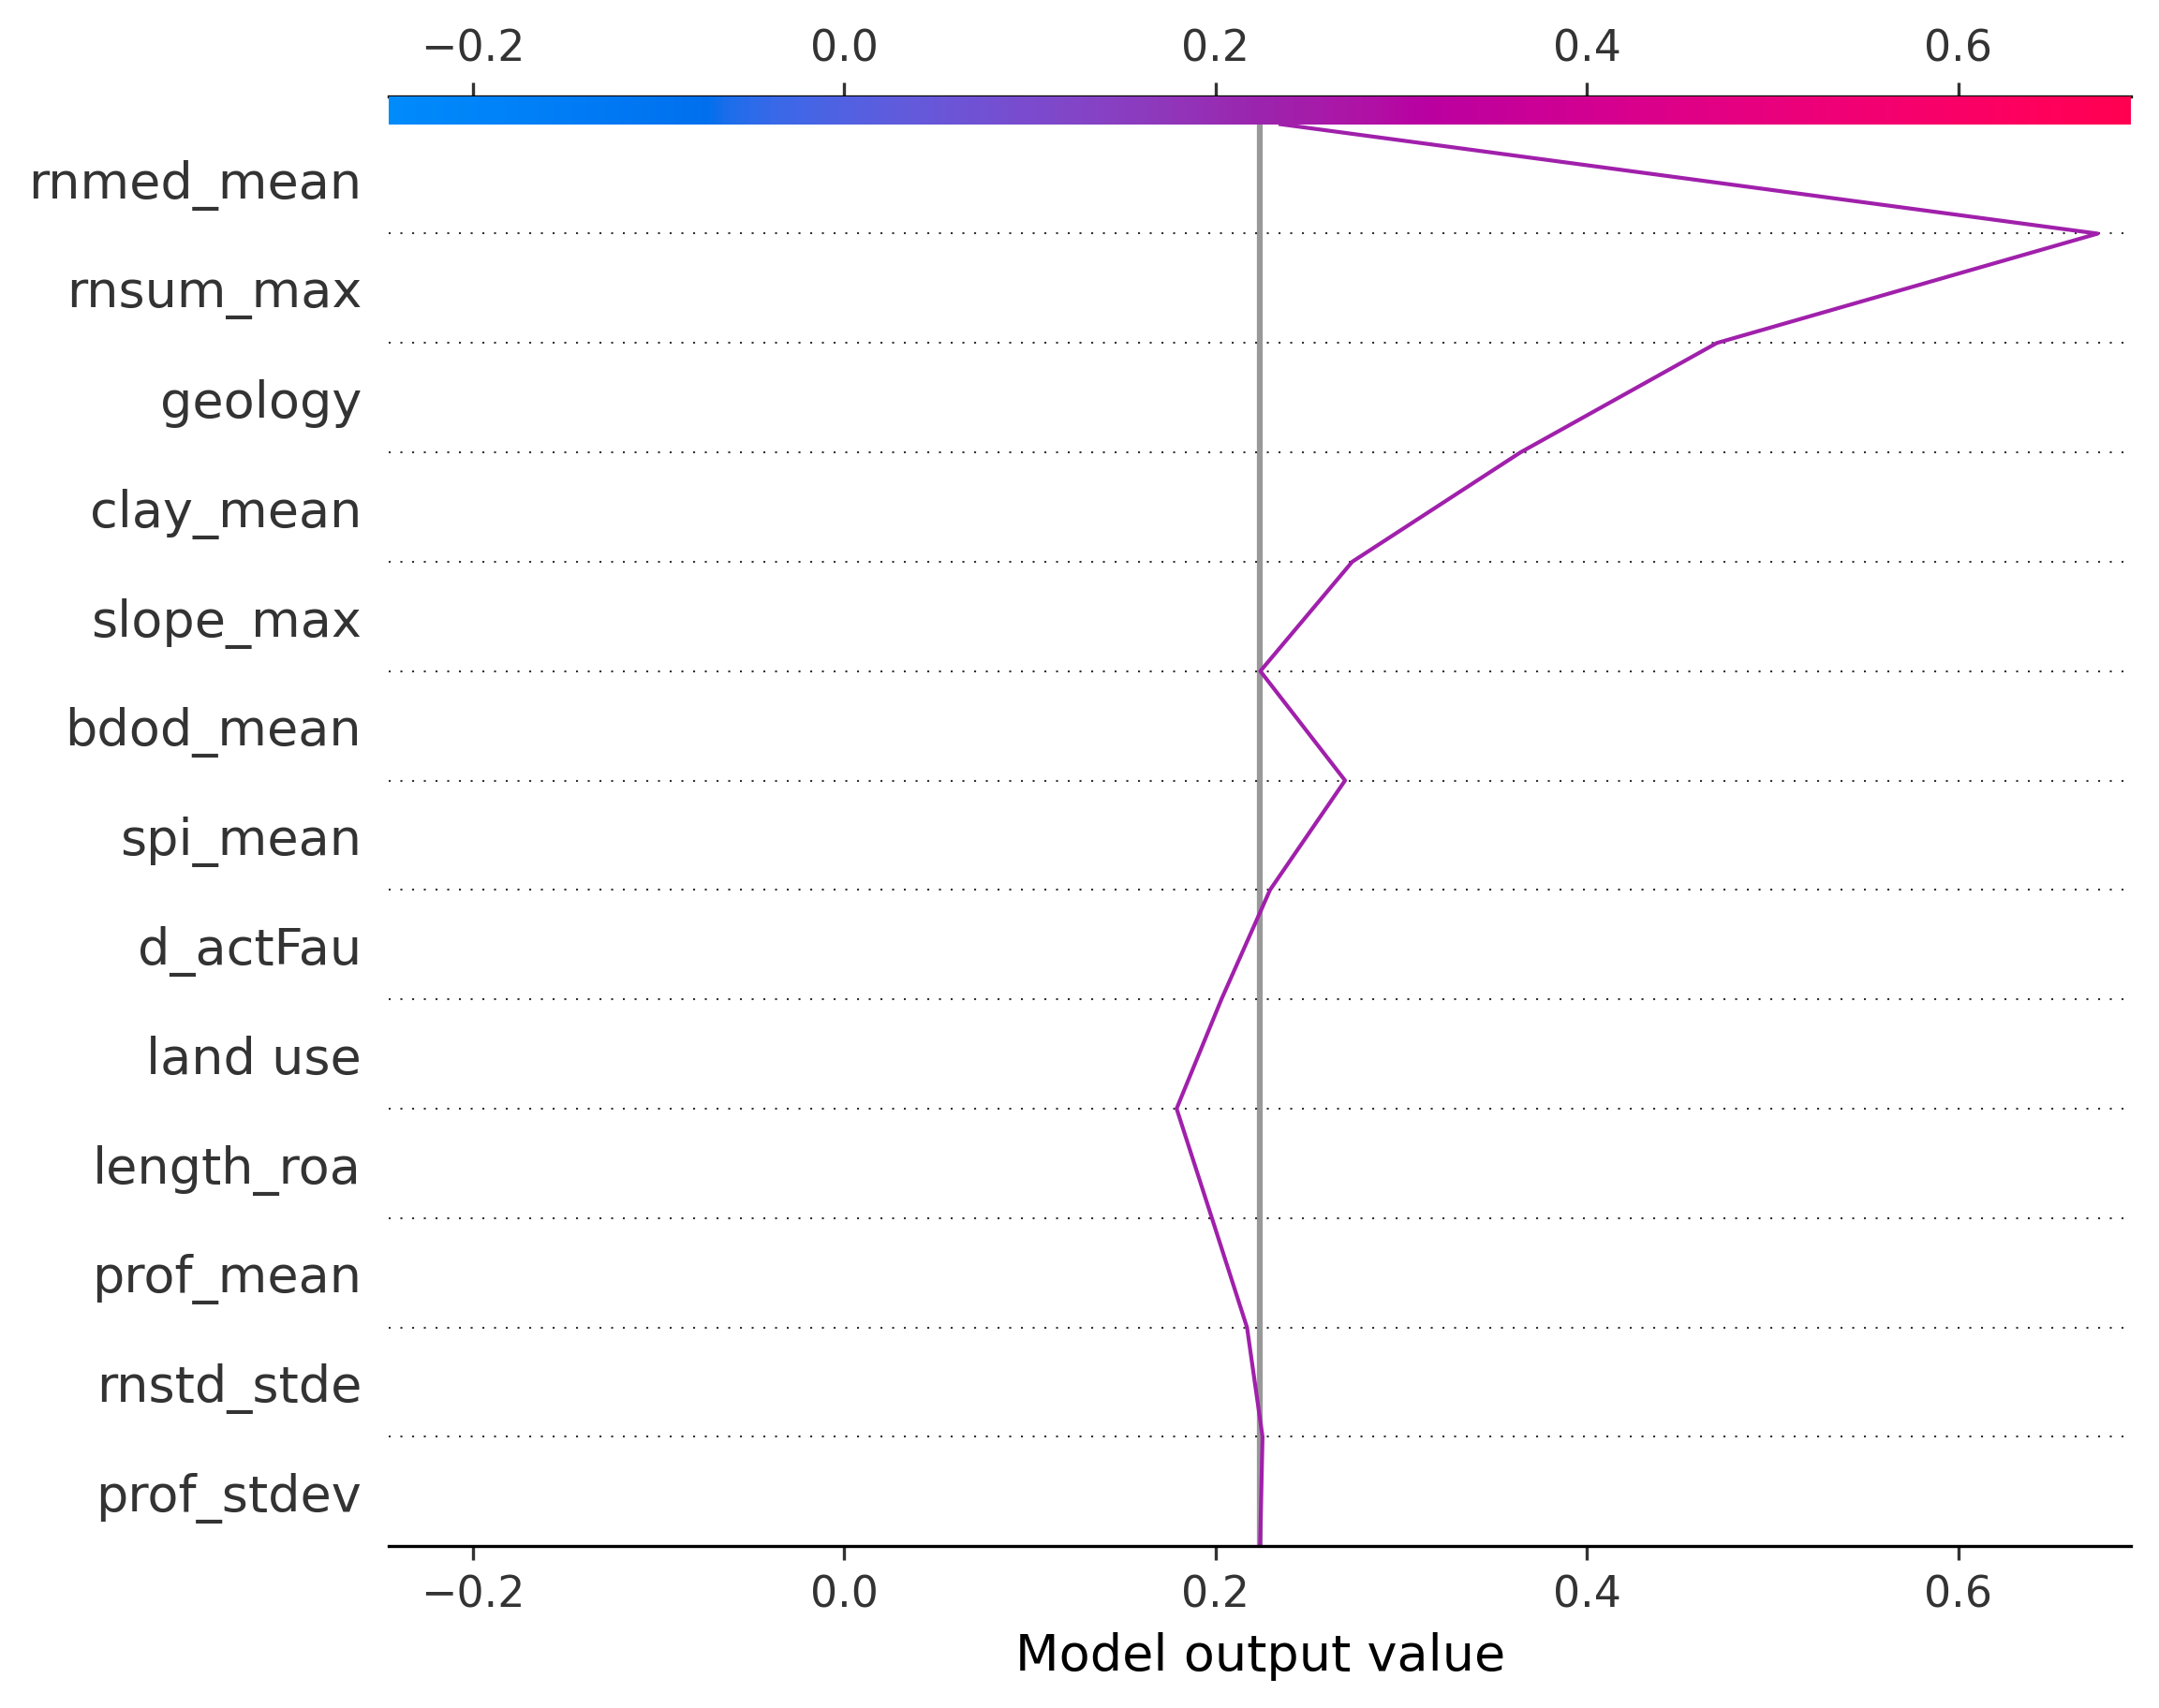 −0.2 0.0 0.2 0.4 0.6
rnmed_mean
rnsum_max
geology
clay_mean
slope_max
bdod_mean
spi_mean
d_actFau
land use
length_roa
prof_mean
rnstd_stde
prof_stdev
−0.2 0.0 0.2 0.4 0.6
Model output value